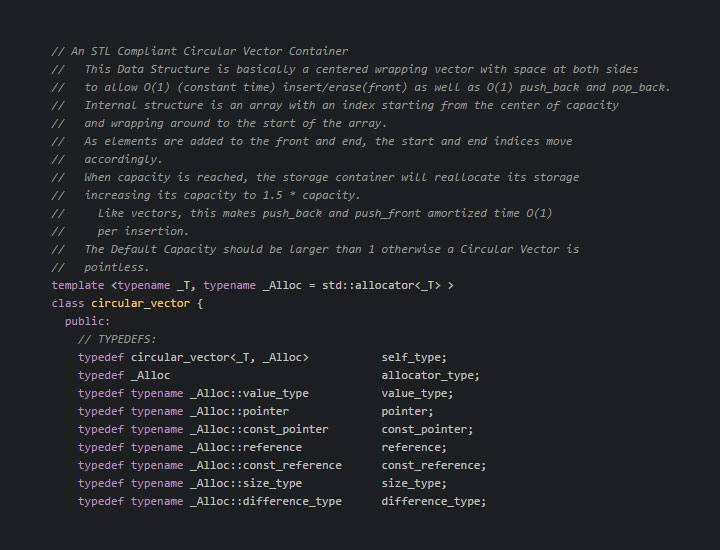 // An STL Compliant Circular Vector Container
//   This Data Structure is basically a centered wrapping vector with space at both sides
//   to allow O(1) (constant time) insert/erase(front) as well as O(1) push_back and pop_back.
//   Internal structure is an array with an index starting from the center of capacity
//   and wrapping around to the start of the array.
//   As elements are added to the front and end, the start and end indices move
//   accordingly.
//   When capacity is reached, the storage container will reallocate its storage
//   increasing its capacity to 1.5 * capacity.
//     Like vectors, this makes push_back and push_front amortized time O(1)
//     per insertion.
//   The Default Capacity should be larger than 1 otherwise a Circular Vector is
//   pointless.
template <typename _T, typename _Alloc = std::allocator<_T> >
class circular_vector {
  public:
    // TYPEDEFS:
    typedef circular_vector<_T, _Alloc>           self_type;
    typedef _Alloc                                allocator_type;
    typedef typename _Alloc::value_type           value_type;
    typedef typename _Alloc::pointer              pointer;
    typedef typename _Alloc::const_pointer        const_pointer;
    typedef typename _Alloc::reference            reference;
    typedef typename _Alloc::const_reference      const_reference;
    typedef typename _Alloc::size_type            size_type;
    typedef typename _Alloc::difference_type      difference_type;